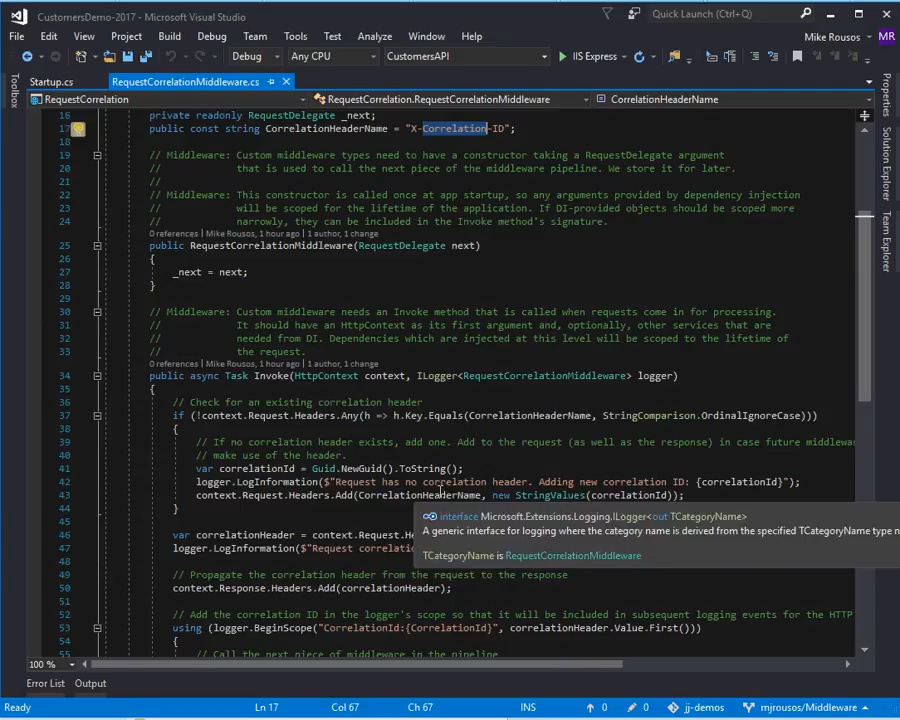 CustomersDemo-2017 - Microsoft Visual Studio
Quick Launch (Ctrl+Q)
File Edit View Project Build Debug Team Tools Test Analyze Window Help
Mike Rousos MR
Debug Any CPU CustomersAPI IIS Express
Toolbox
Startup.cs RequestCorrelationMiddleware.cs
RequestCorrelation RequestCorrelation.RequestCorrelationMiddleware CorrelationHeaderName
Properties
Solution Explorer
Team Explorer
16 private readonly RequestDelegate _next;
17 public const string CorrelationHeaderName = "X-Correlation-ID";
18
19 // Middleware: Custom middleware types need to have a constructor taking a RequestDelegate argument
20 // that is used to call the next piece of the middleware pipeline. We store it for later.
21 //
22 // Middleware: This constructor is called once at app startup, so any arguments provided by dependency injection
23 // will be scoped for the lifetime of the application. If DI-provided objects should be scoped more
24 // narrowly, they can be included in the Invoke method's signature.
0 references | Mike Rousos, 1 hour ago | 1 author, 1 change
25 public RequestCorrelationMiddleware(RequestDelegate next)
26 {
27 _next = next;
28 }
29
30 // Middleware: Custom middleware needs an Invoke method that is called when requests come in for processing.
31 // It should have an HttpContext as its first argument and, optionally, other services that are
32 // needed from DI. Dependencies which are injected at this level will be scoped to the lifetime of
33 // the request.
0 references | Mike Rousos, 1 hour ago | 1 author, 1 change
34 public async Task Invoke(HttpContext context, ILogger<RequestCorrelationMiddleware> logger)
35 {
36 // Check for an existing correlation header
37 if (!context.Request.Headers.Any(h => h.Key.Equals(CorrelationHeaderName, StringComparison.OrdinalIgnoreCase)))
38 {
39 // If no correlation header exists, add one. Add to the request (as well as the response) in case future middlewar
40 // make use of the header.
41 var correlationId = Guid.NewGuid().ToString();
42 logger.LogInformation($"Request has no correlation header. Adding new correlation ID: {correlationId}");
43 context.Request.Headers.Add(CorrelationHeaderName, new StringValues(correlationId));
44 }
45
46 var correlationHeader = context.Request.He
47 logger.LogInformation($"Request correlatio
48
49 // Propagate the correlation header from the request to the response
50 context.Response.Headers.Add(correlationHeader);
51
52 // Add the correlation ID in the logger's scope so that it will be included in subsequent logging events for the HTTP
53 using (logger.BeginScope("CorrelationId:{CorrelationId}", correlationHeader.Value.First()))
54 {
55 // Call the next piece of middleware in the pipeline
interface Microsoft.Extensions.Logging.ILogger<out TCategoryName>
A generic interface for logging where the category name is derived from the specified TCategoryName type n
TCategoryName is RequestCorrelationMiddleware
100 %
Error List Output
Ready Ln 17 Col 67 Ch 67 INS 0 0 jj-demos mjrousos/Middleware